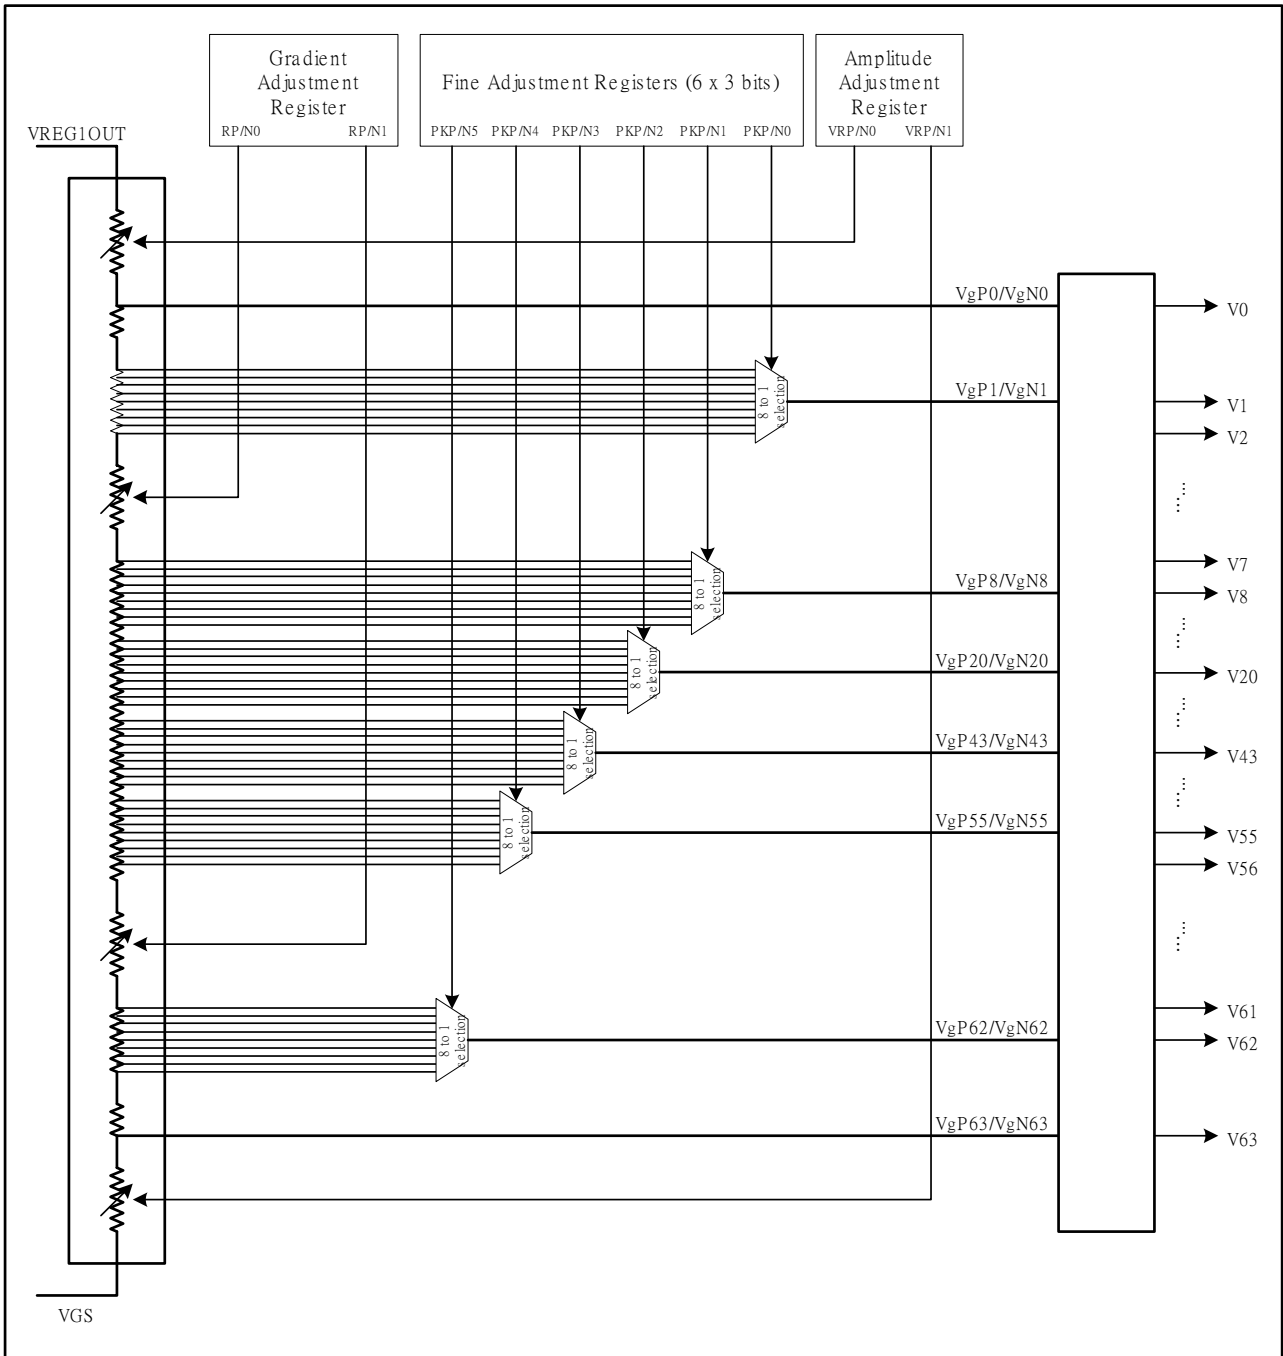 Gradient
Adjustment
Register
RP/N0 RP/N1
Fine Adjustment Registers (6 x 3 bits)
PKP/N5 PKP/N4 PKP/N3 PKP/N2 PKP/N1 PKP/N0
Amplitude
Adjustment
Register
VRP/N0 VRP/N1
VREG1OUT
VgP0/VgN0
V0
8 to 1
selection
VgP1/VgN1
V1
V2
8 to 1
selection
VgP8/VgN8
V7
V8
8 to 1
selection
VgP20/VgN20
V20
8 to 1
selection
VgP43/VgN43
V43
8 to 1
selection
VgP55/VgN55
V55
V56
8 to 1
selection
VgP62/VgN62
V61
V62
VgP63/VgN63
V63
VGS